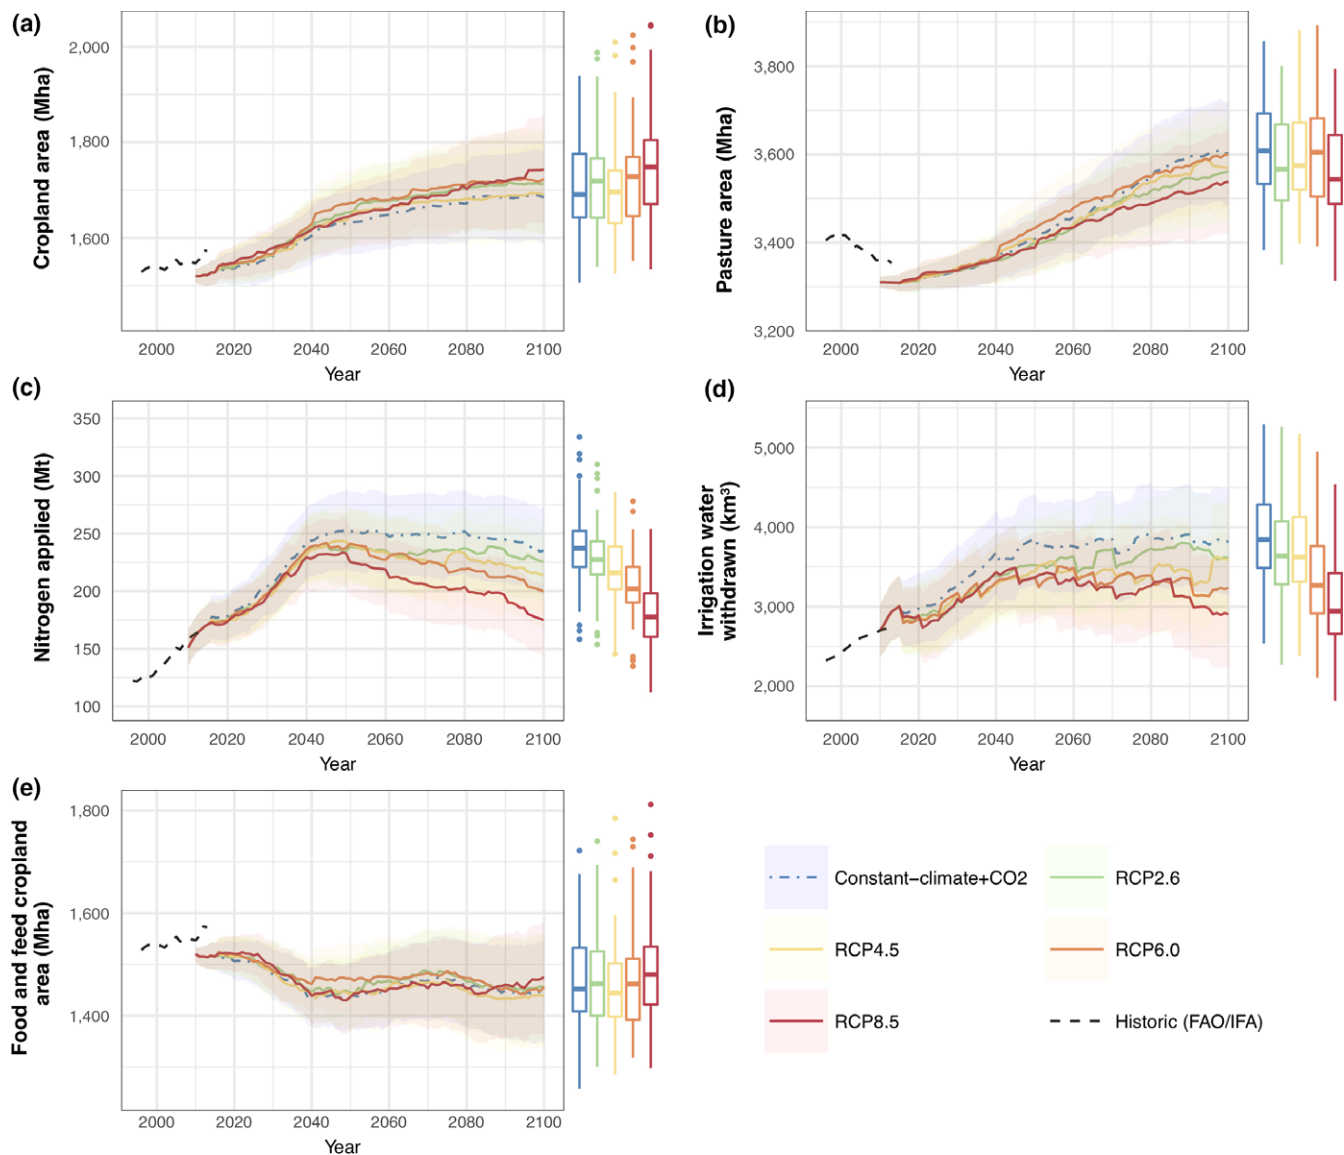 (a)
Cropland area (Mha)
2,000
1,800
1,600
2000 2020 2040 2060 2080 2100
Year
(b)
Pasture area (Mha)
3,800
3,600
3,400
3,200
2000 2020 2040 2060 2080 2100
Year
(c)
Nitrogen applied (Mt)
350
300
250
200
150
100
2000 2020 2040 2060 2080 2100
Year
(d)
Irrigation water
withdrawn (km³)
5,000
4,000
3,000
2,000
2000 2020 2040 2060 2080 2100
Year
(e)
Food and feed cropland
area (Mha)
1,800
1,600
1,400
2000 2020 2040 2060 2080 2100
Year
Constant−climate+CO2
RCP2.6
RCP4.5
RCP6.0
RCP8.5
Historic (FAO/IFA)